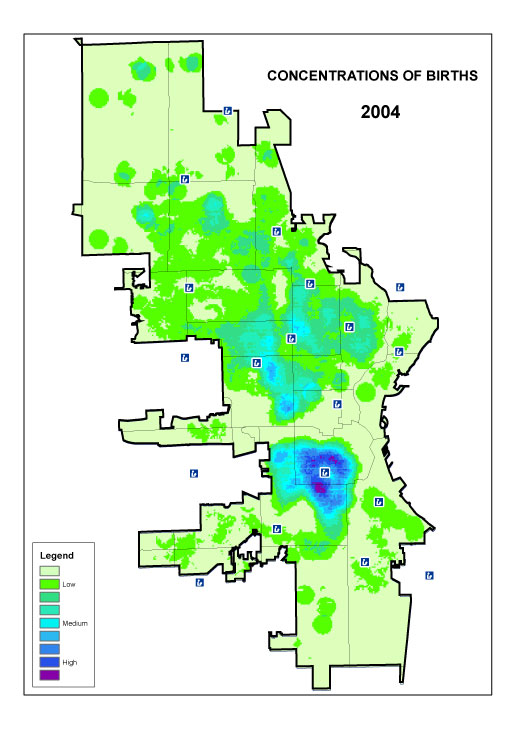 CONCENTRATIONS OF BIRTHS
2004
Legend
Low
Medium
High